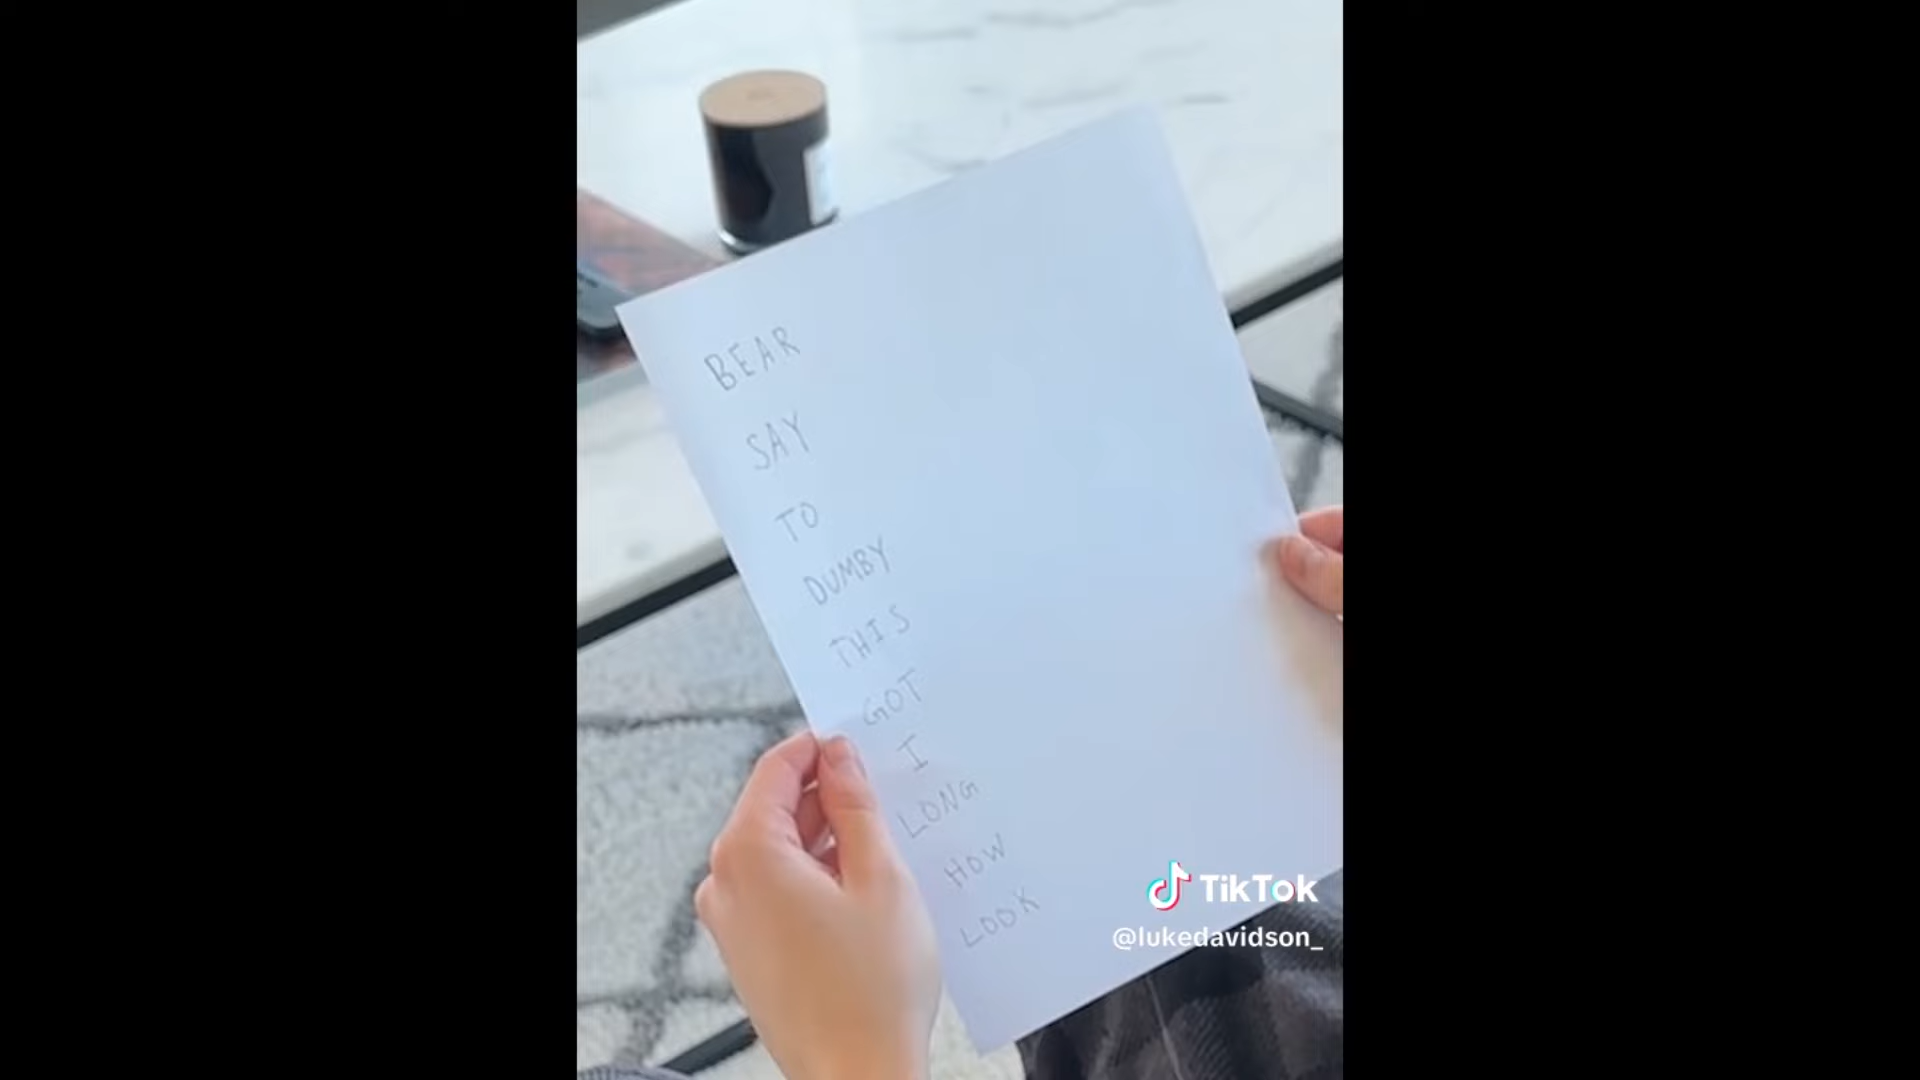 BEAR
SAY
TO
DUMBY
THIS
GOT
I
LONG
HOW
LOOK
TikTok
@lukedavidson_